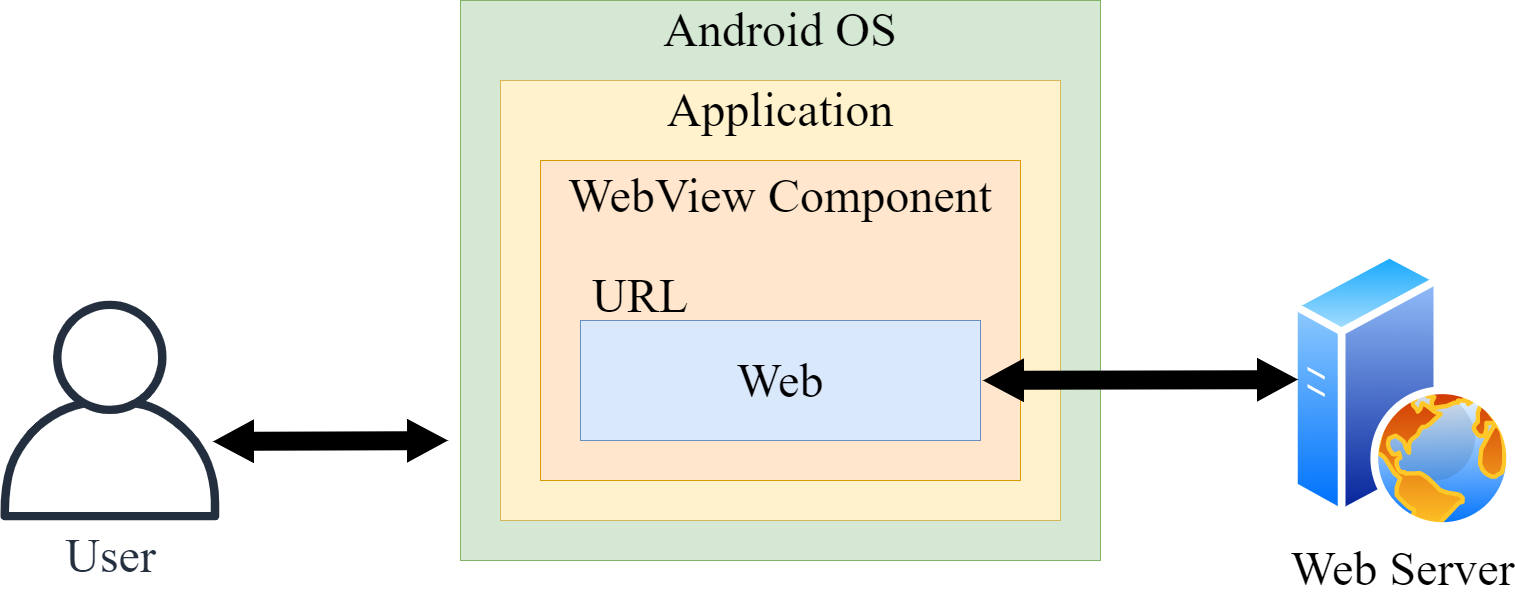 Android OS
Application
WebView Component
URL
Web
User
Web Server